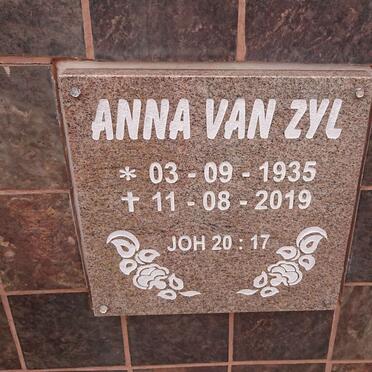 ANNA VAN ZYL
* 03 - 09 - 1935
✝ 11 - 08 - 2019
JOH 20 : 17